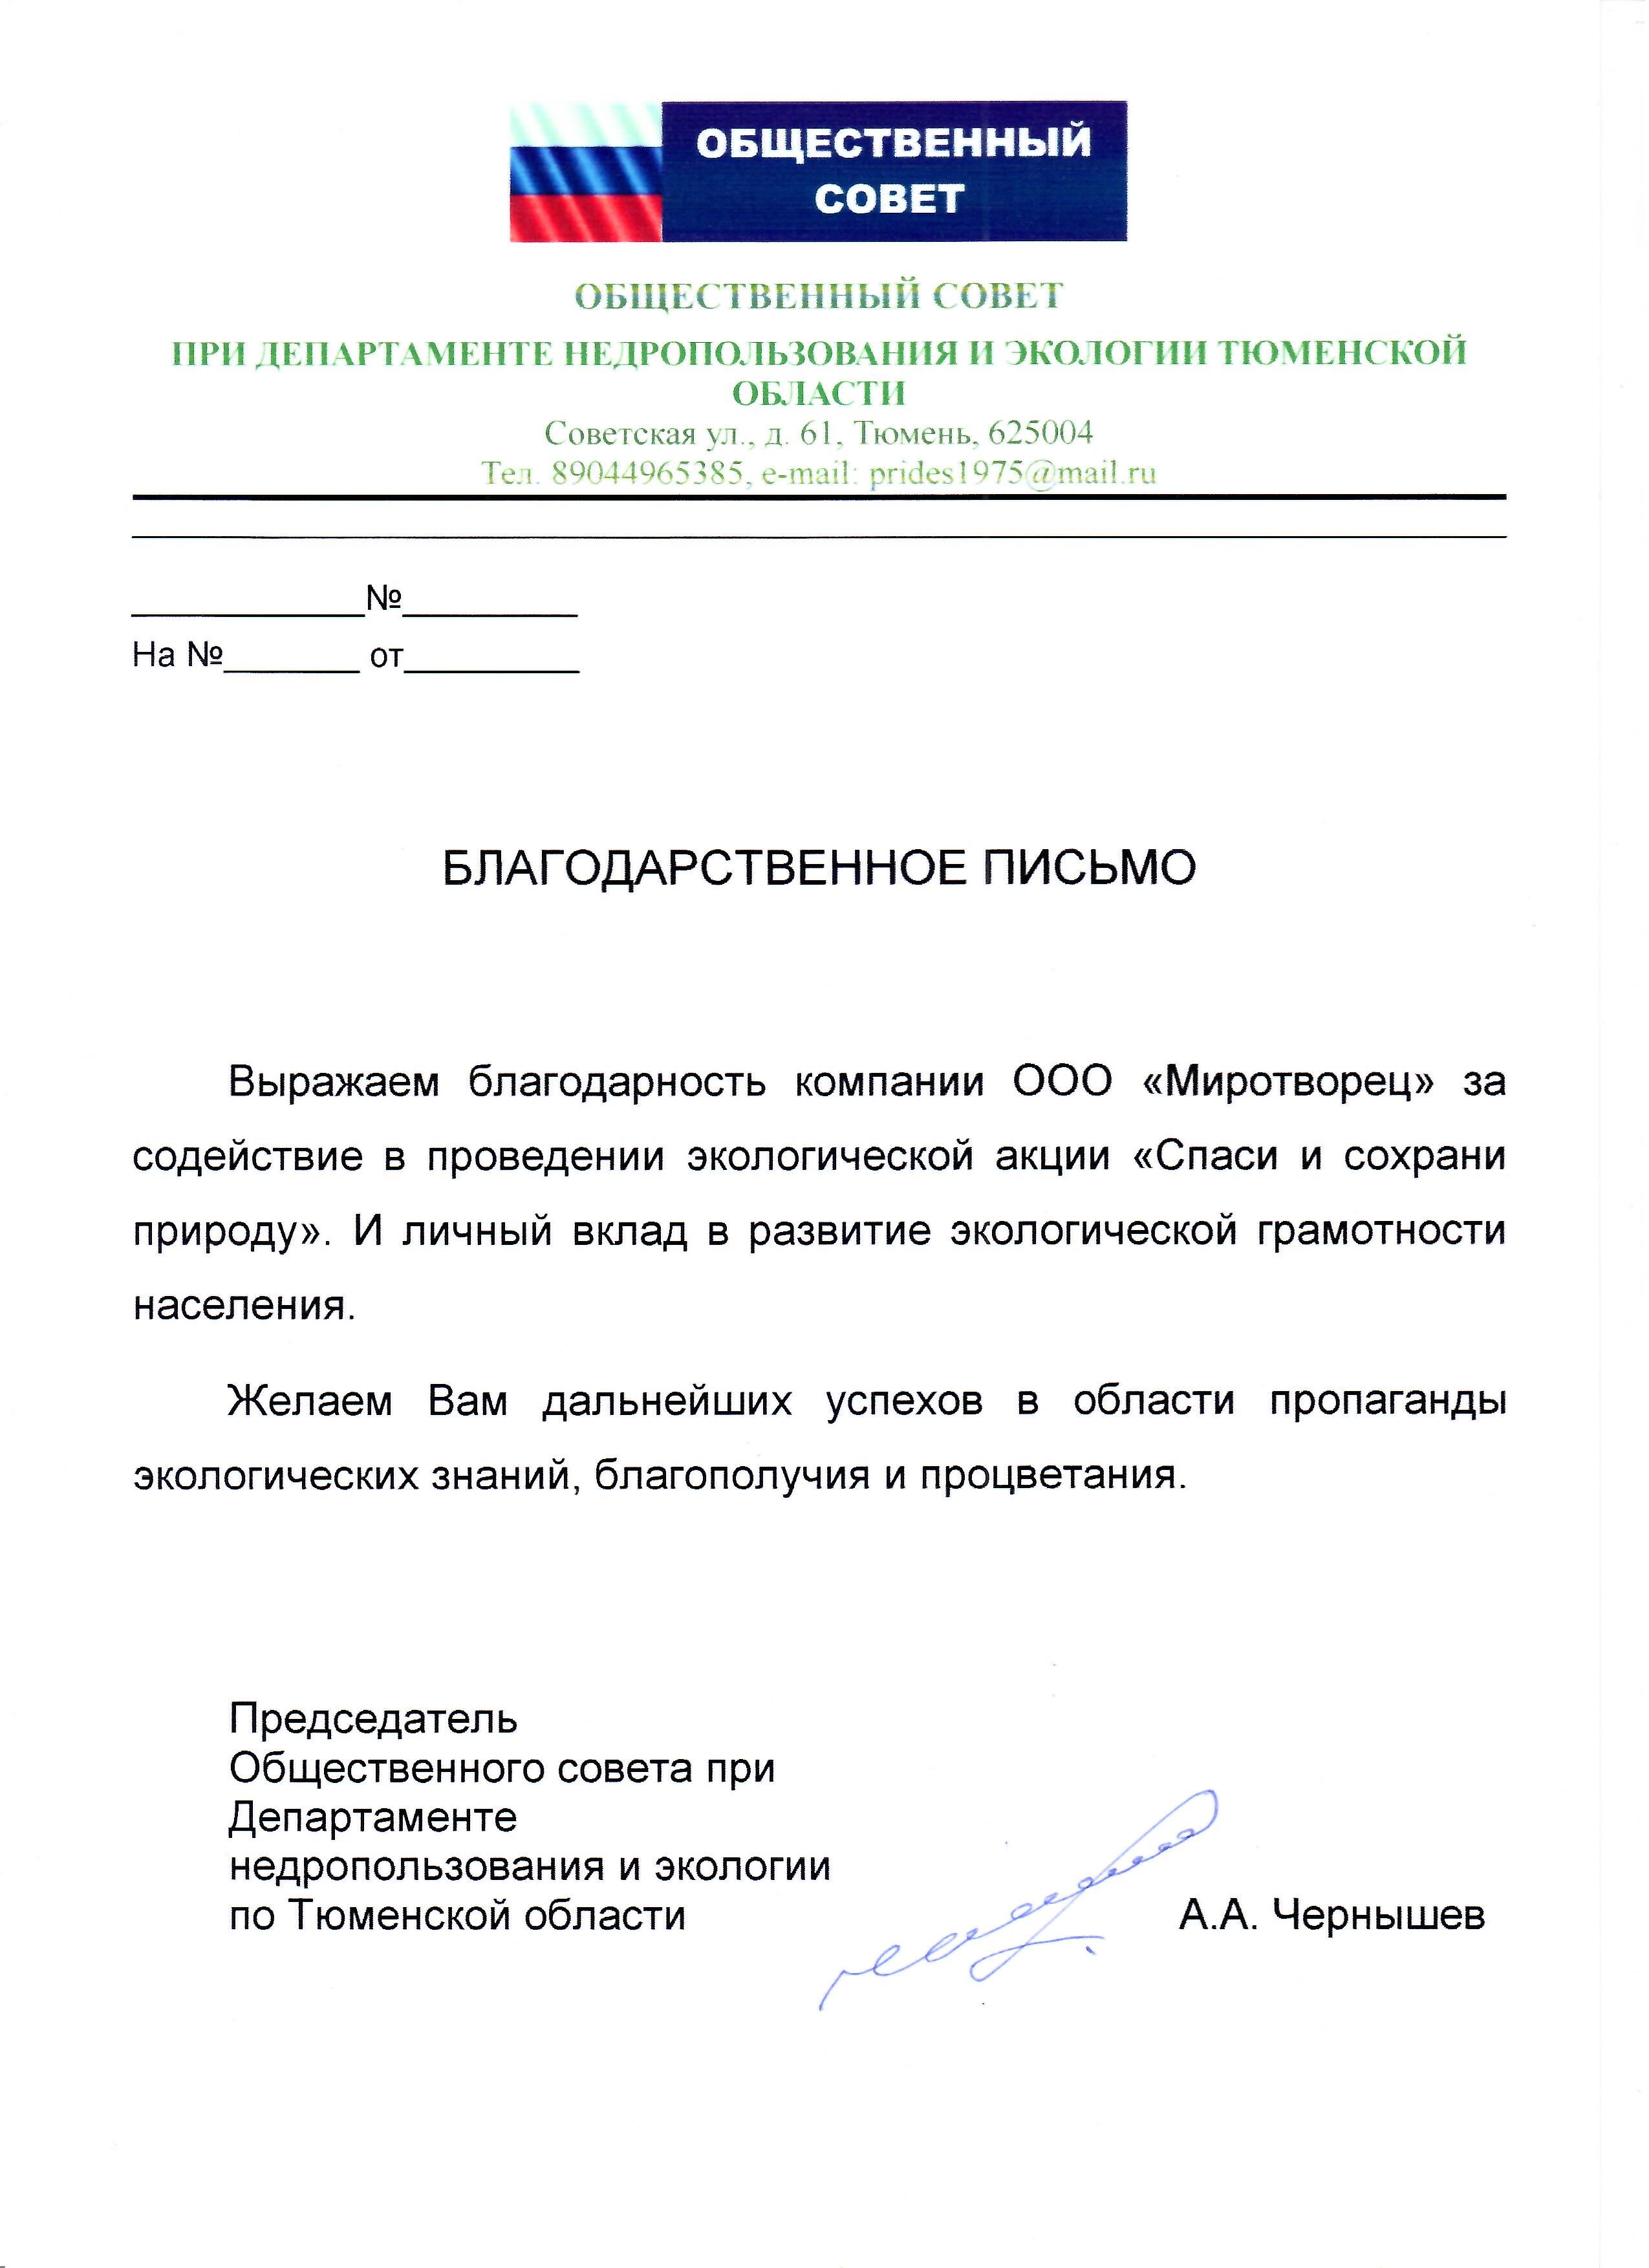 ОБЩЕСТВЕННЫЙ
СОВЕТ
ОБЩЕСТВЕННЫЙ СОВЕТ
ПРИ ДЕПАРТАМЕНТЕ НЕДРОПОЛЬЗОВАНИЯ И ЭКОЛОГИИ ТЮМЕНСКОЙ
ОБЛАСТИ
Советская ул., д. 61, Тюмень, 625004
Тел. 89044965385, e-mail: prides1975@mail.ru
____________№_________
На №_______ от_________
БЛАГОДАРСТВЕННОЕ ПИСЬМО
Выражаем благодарность компании ООО «Миротворец» за
содействие в проведении экологической акции «Спаси и сохрани
природу». И личный вклад в развитие экологической грамотности
населения.
Желаем Вам дальнейших успехов в области пропаганды
экологических знаний, благополучия и процветания.
Председатель
Общественного совета при
Департаменте
недропользования и экологии
по Тюменской области А.А. Чернышев